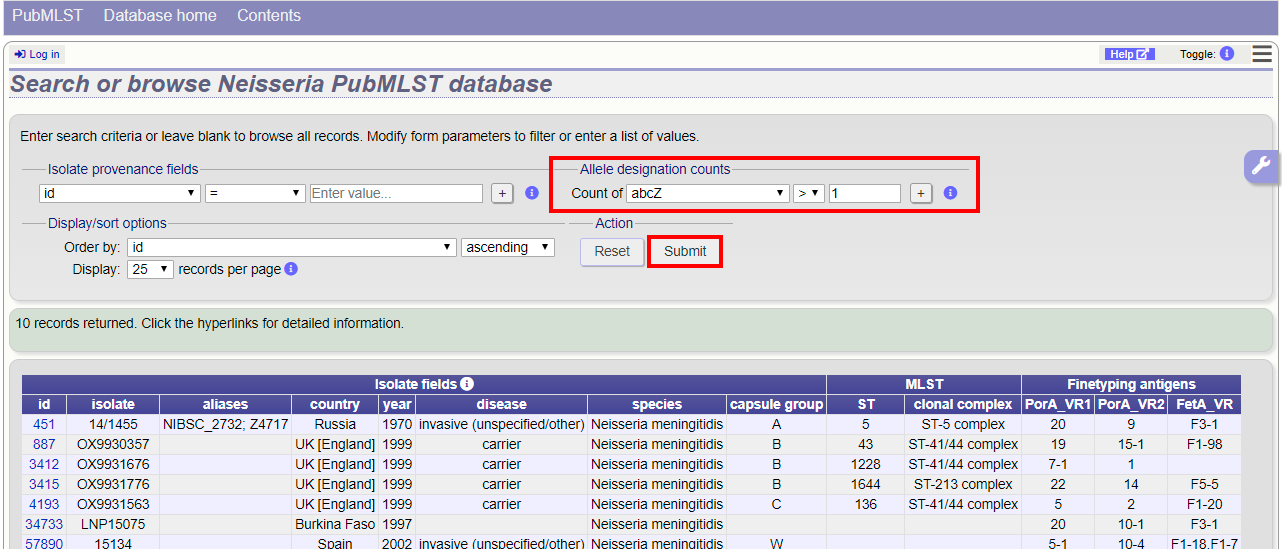 PubMLST Database home Contents
Log in Help Toggle:
Search or browse Neisseria PubMLST database
Enter search criteria or leave blank to browse all records. Modify form parameters to filter or enter a list of values.
Isolate provenance fields Allele designation counts
id = Enter value... + Count of abcZ > 1 +
Display/sort options Action
Order by: id ascending Reset Submit
Display: 25 records per page
10 records returned. Click the hyperlinks for detailed information.
Isolate fields MLST Finetyping antigens
id isolate aliases country year disease species capsule group ST clonal complex PorA_VR1 PorA_VR2 FetA_VR
451 14/1455 NIBSC_2732; Z4717 Russia 1970 invasive (unspecified/other) Neisseria meningitidis A 5 ST-5 complex 20 9 F3-1
887 OX9930357 UK [England] 1999 carrier Neisseria meningitidis B 43 ST-41/44 complex 19 15-1 F1-98
3412 OX9931676 UK [England] 1999 carrier Neisseria meningitidis B 1228 ST-41/44 complex 7-1 1
3415 OX9931776 UK [England] 1999 carrier Neisseria meningitidis B 1644 ST-213 complex 22 14 F5-5
4193 OX9931563 UK [England] 1999 carrier Neisseria meningitidis C 136 ST-41/44 complex 5 2 F1-20
34733 LNP15075 Burkina Faso 1997 Neisseria meningitidis 20 10-1 F3-1
57890 15134 Spain 2002 invasive (unspecified/other) Neisseria meningitidis W 5-1 10-4 F1-18,F1-7